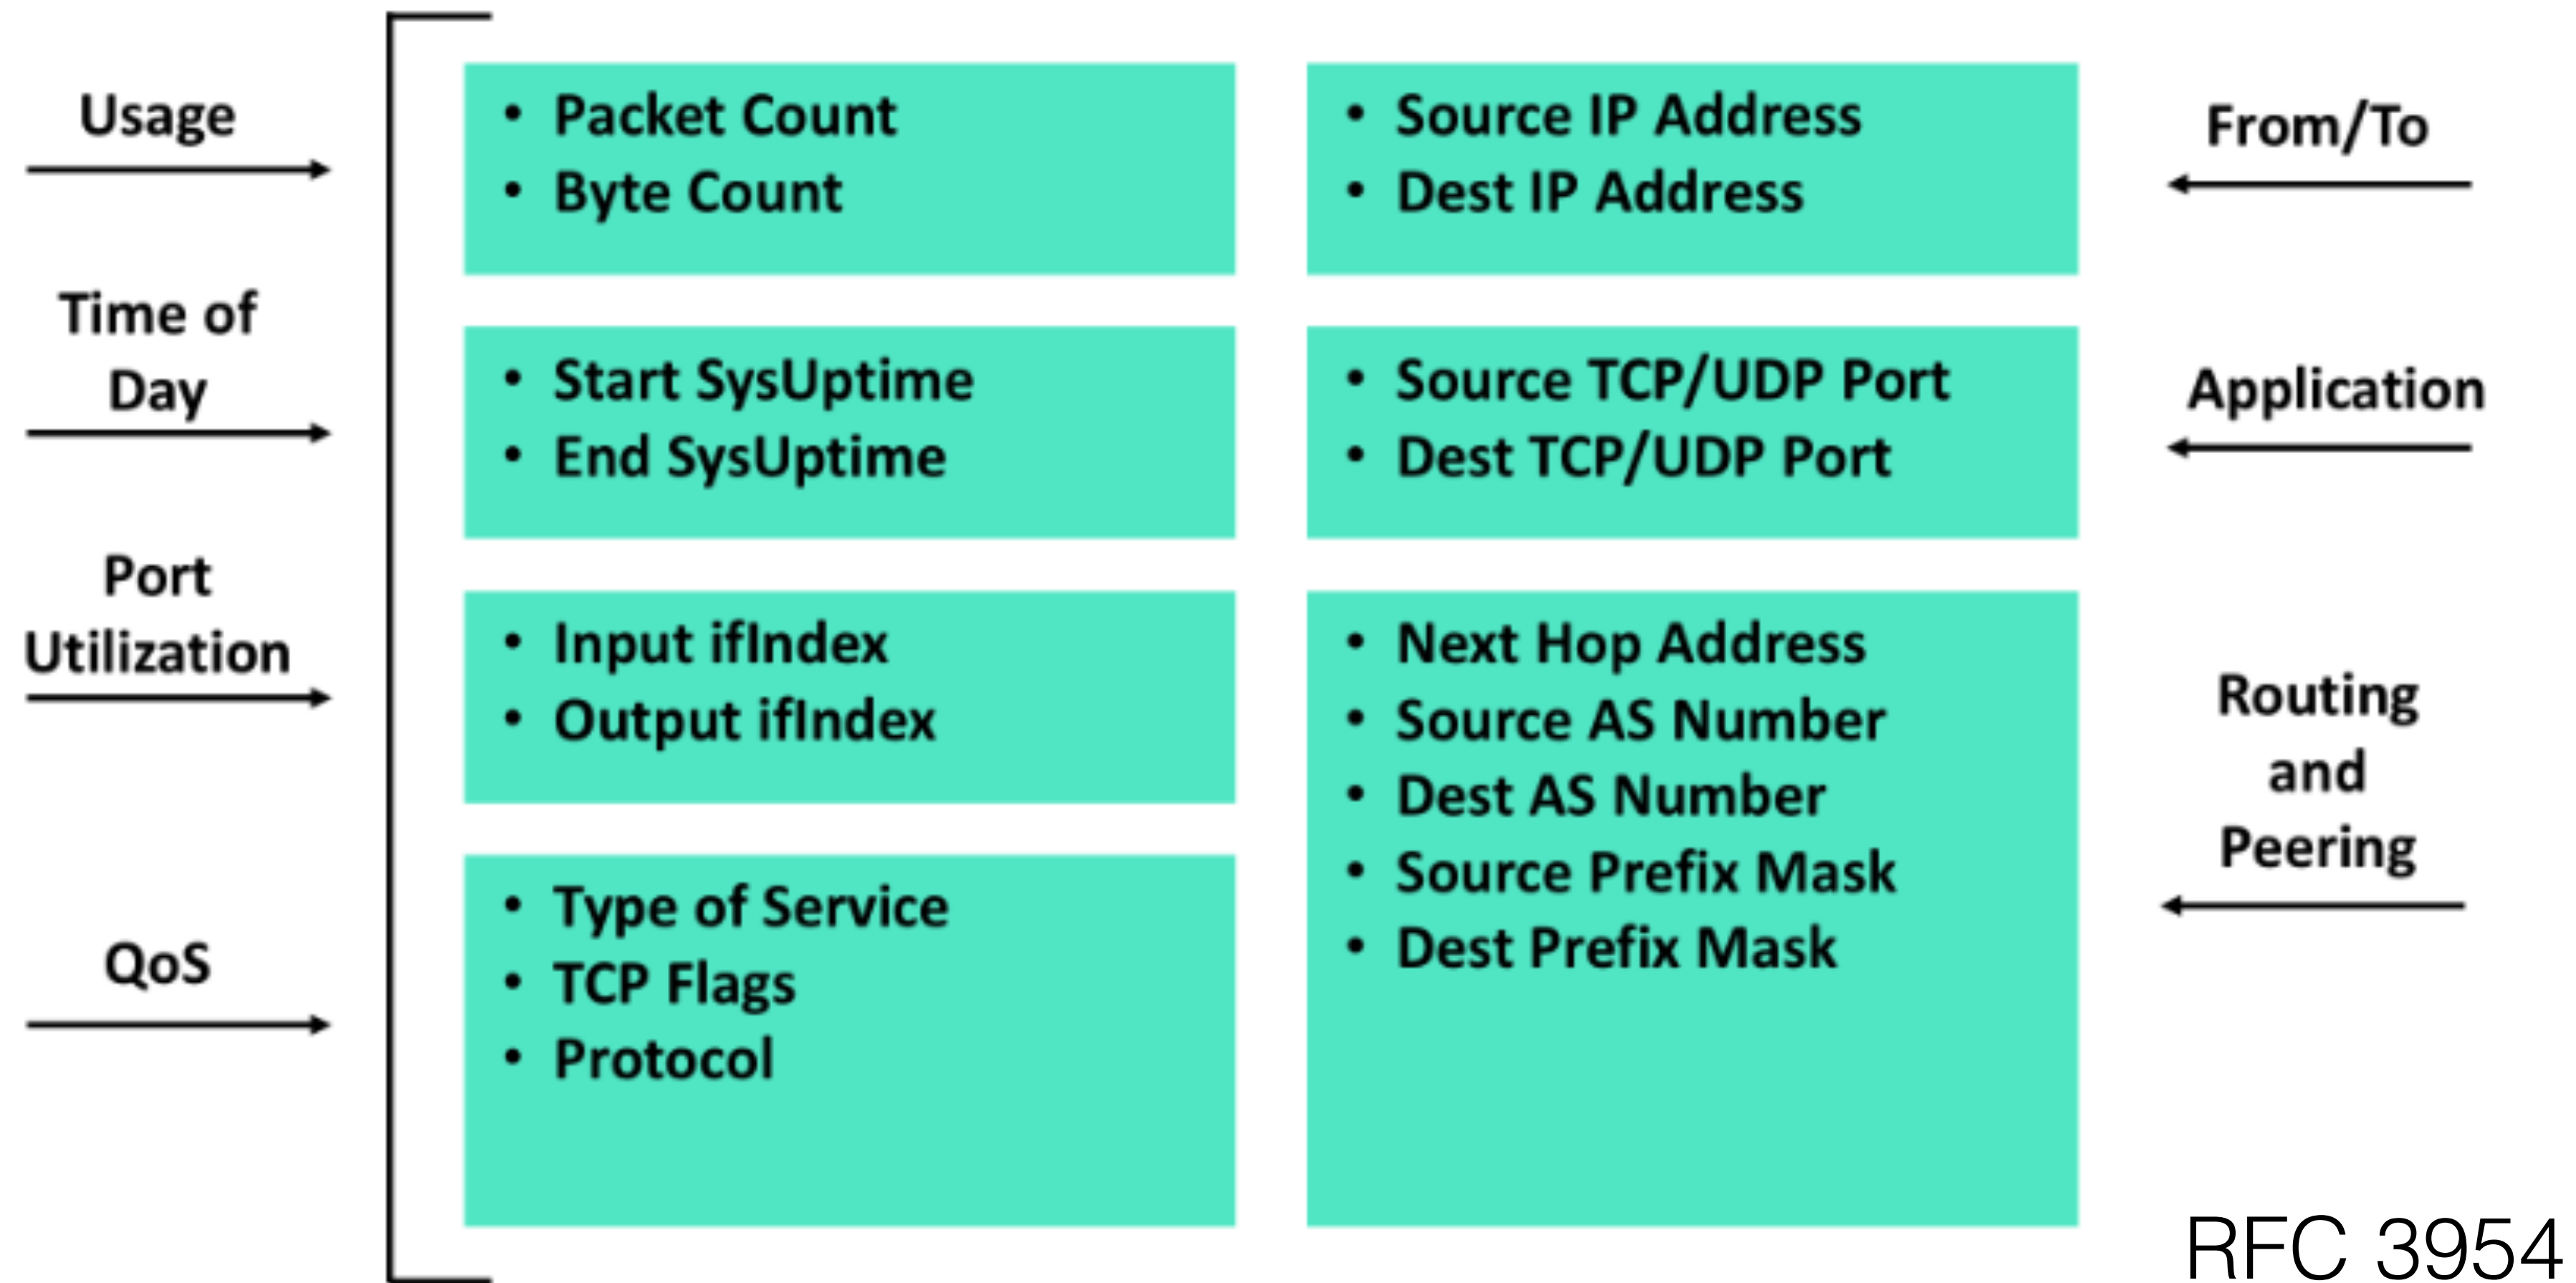 Usage
• Packet Count
• Byte Count
• Source IP Address
• Dest IP Address
From/To
Time of
Day
• Start SysUptime
• End SysUptime
• Source TCP/UDP Port
• Dest TCP/UDP Port
Application
Port
Utilization
• Input ifIndex
• Output ifIndex
• Next Hop Address
• Source AS Number
• Dest AS Number
• Source Prefix Mask
• Dest Prefix Mask
Routing
and
Peering
QoS
• Type of Service
• TCP Flags
• Protocol
RFC 3954